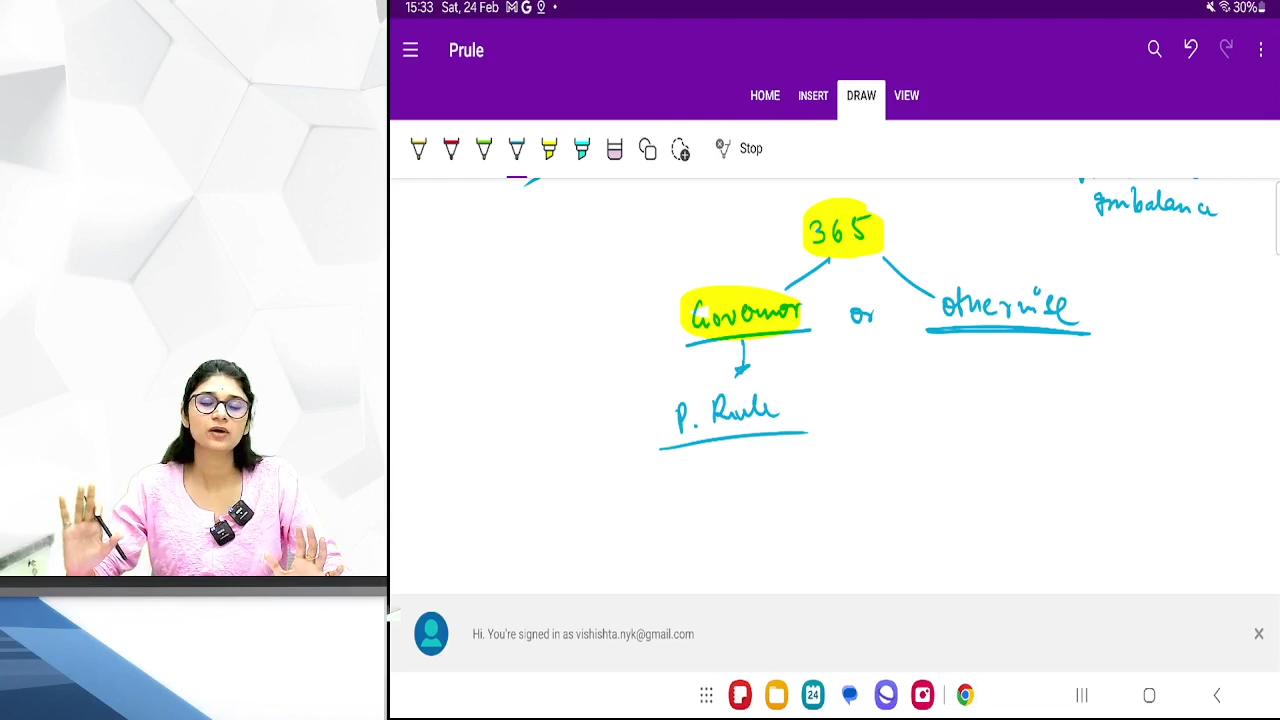 15:33 Sat, 24 Feb
30%
Prule
HOME INSERT DRAW VIEW
Stop
Imbalance
365
Governor or otherwise
P. Rule
Hi. You're signed in as vishishta.nyk@gmail.com
24